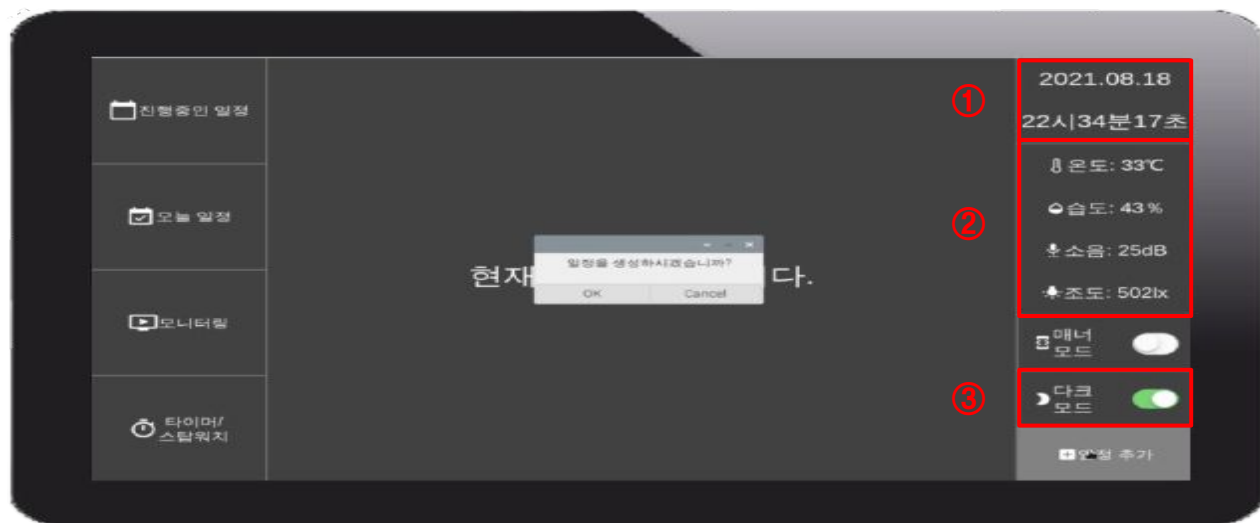 진행중인 일정
오늘 일정
모니터링
타이머/
스탑워치
현재
다.
일정을 생성하시겠습니까?
OK
Cancel
①
2021.08.18
22시34분17초
②
온도: 33℃
습도: 43 %
소음: 25dB
조도: 502lx
매너
모드
③
다크
모드
추가